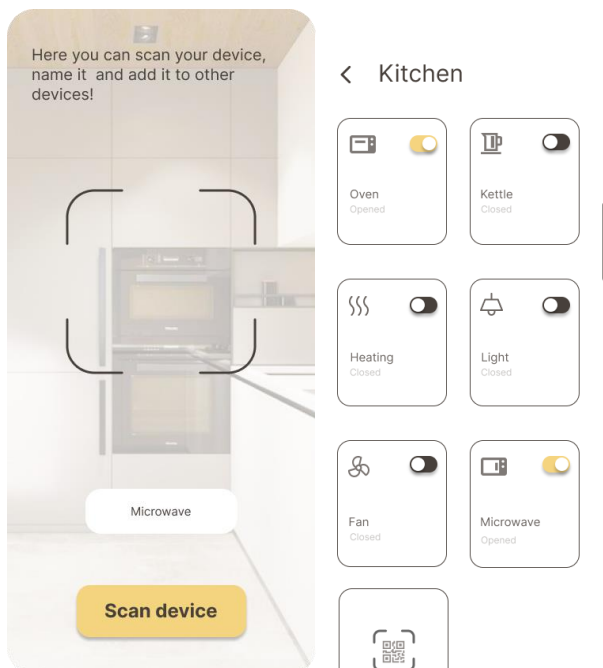 Here you can scan your device,
name it and add it to other
devices!
Microwave
Scan device
Kitchen
Oven
Opened
Kettle
Closed
Heating
Closed
Light
Closed
Fan
Closed
Microwave
Opened